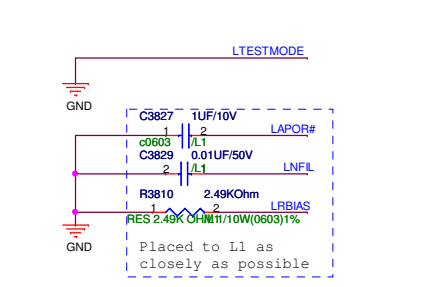 LTESTMODE
GND
C3827 1UF/10V
1 2 LAPOR#
c0603 /L1
C3829 0.01UF/50V
2 1 LNFIL
/L1
R3810 2.49KOhm
1 2 LRBIAS
RES 2.49K OHM 1/10W(0603)1%
/L1
GND
Placed to L1 as
closely as possible